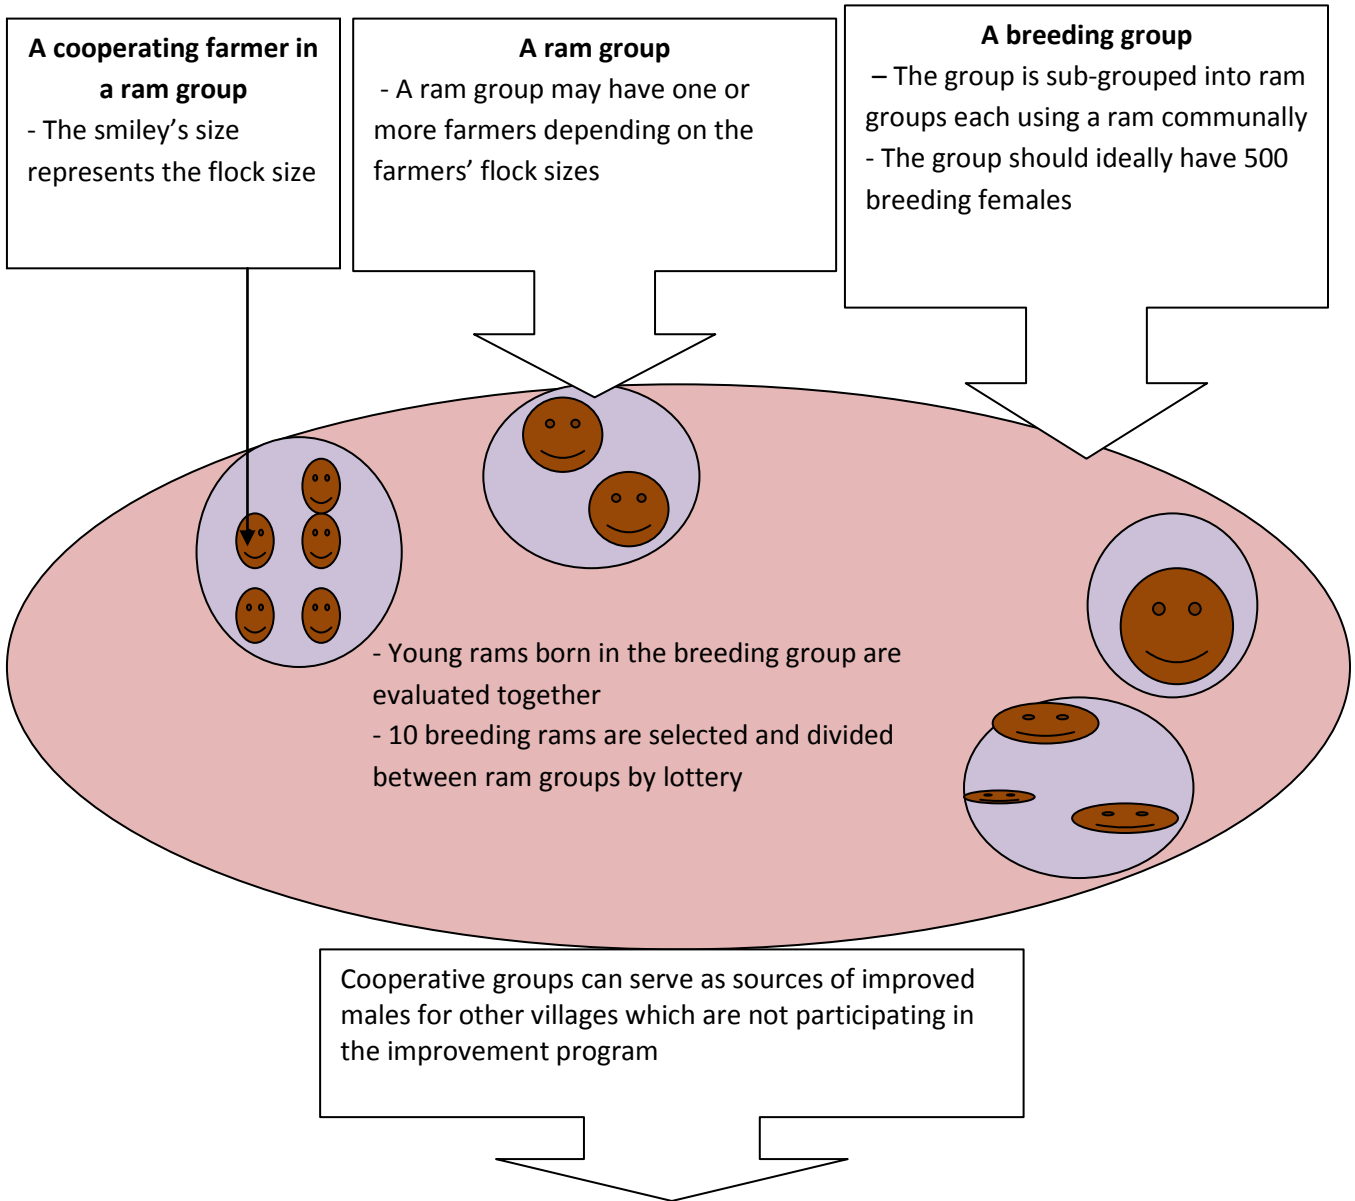 A cooperating farmer in
a ram group
- The smiley’s size
represents the flock size
A ram group
- A ram group may have one or
more farmers depending on the
farmers’ flock sizes
A breeding group
– The group is sub-grouped into ram
groups each using a ram communally
- The group should ideally have 500
breeding females
- Young rams born in the breeding group are
evaluated together
- 10 breeding rams are selected and divided
between ram groups by lottery
Cooperative groups can serve as sources of improved
males for other villages which are not participating in
the improvement program